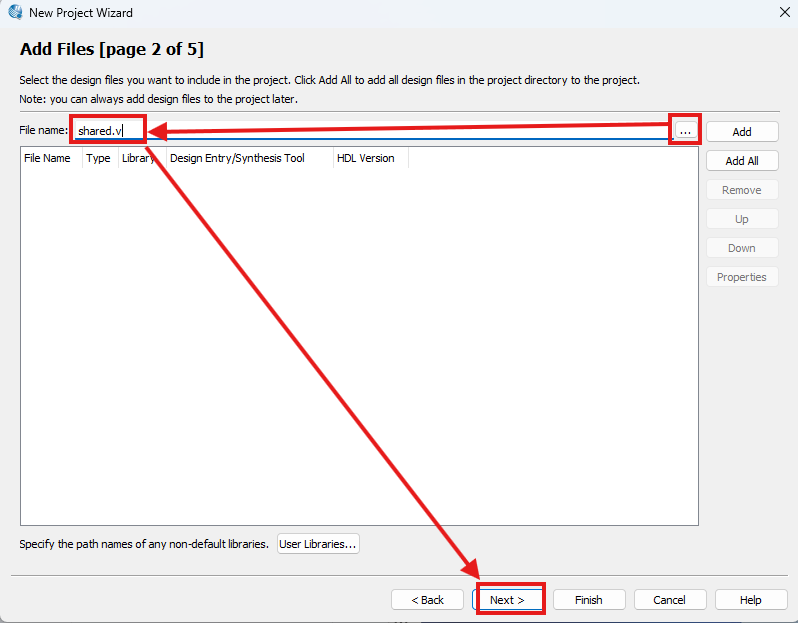 New Project Wizard
Add Files [page 2 of 5]
Select the design files you want to include in the project. Click Add All to add all design files in the project directory to the project.
Note: you can always add design files to the project later.
File name: shared.v ... Add
File Name Type Library Design Entry/Synthesis Tool HDL Version Add All
Remove
Up
Down
Properties
Specify the path names of any non-default libraries. User Libraries...
< Back Next > Finish Cancel Help